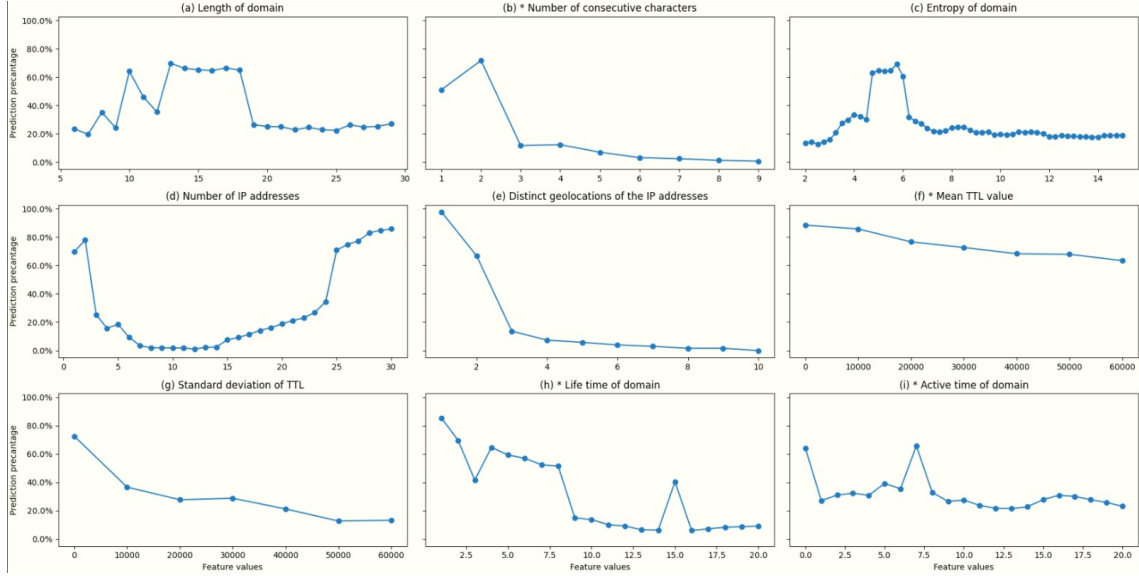 (a) Length of domain
(b) * Number of consecutive characters
(c) Entropy of domain
100.0%
80.0%
60.0%
40.0%
20.0%
0.0%
Prediction precantage
5 10 15 20 25 30
1 2 3 4 5 6 7 8 9
2 4 6 8 10 12 14
(d) Number of IP addresses
(e) Distinct geolocations of the IP addresses
(f) * Mean TTL value
100.0%
80.0%
60.0%
40.0%
20.0%
0.0%
Prediction precantage
0 5 10 15 20 25 30
2 4 6 8 10
0 10000 20000 30000 40000 50000 60000
(g) Standard deviation of TTL
(h) * Life time of domain
(i) * Active time of domain
100.0%
80.0%
60.0%
40.0%
20.0%
0.0%
Prediction precantage
0 10000 20000 30000 40000 50000 60000
2.5 5.0 7.5 10.0 12.5 15.0 17.5 20.0
0.0 2.5 5.0 7.5 10.0 12.5 15.0 17.5 20.0
Feature values
Feature values
Feature values